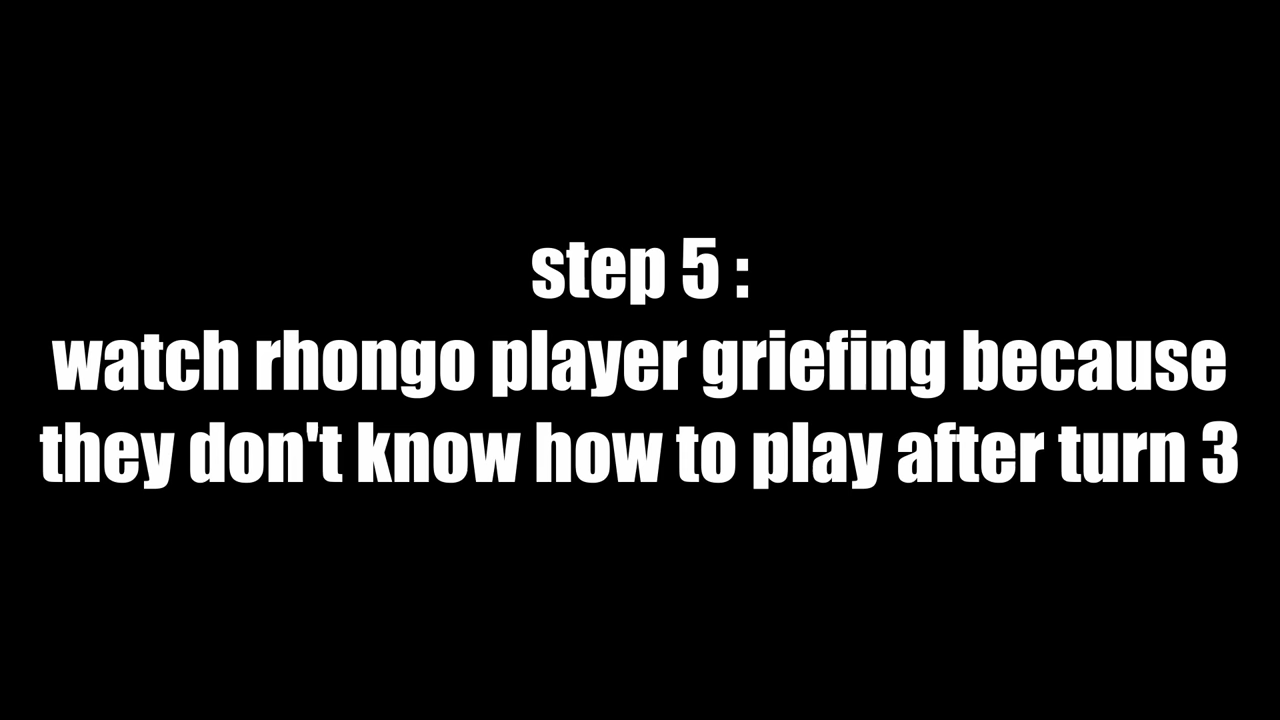 step 5 :
watch rhongo player griefing because
they don't know how to play after turn 3